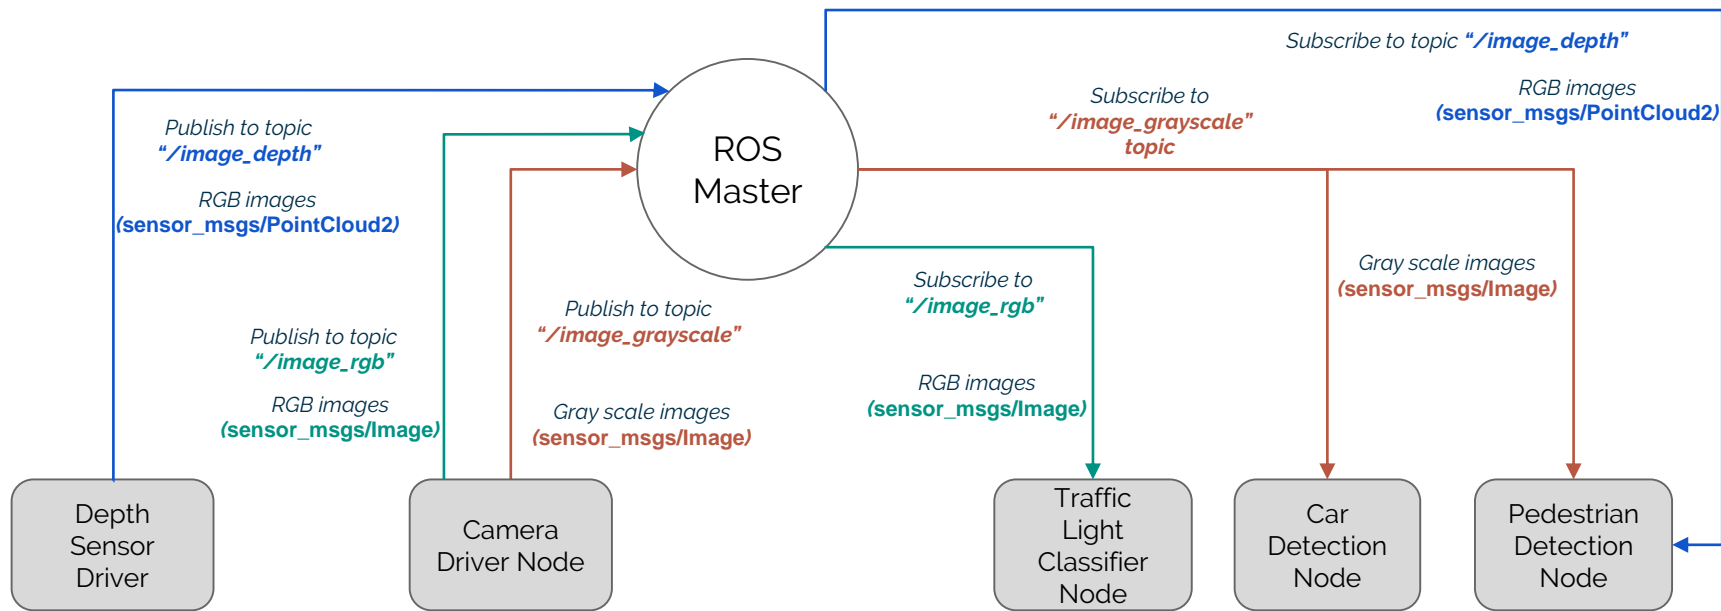 Subscribe to topic “/image_depth”
RGB images
(sensor_msgs/PointCloud2)
Subscribe to
“/image_grayscale”
topic
Publish to topic
“/image_depth”
RGB images
(sensor_msgs/PointCloud2)
ROS
Master
Gray scale images
(sensor_msgs/Image)
Subscribe to
“/image_rgb”
Publish to topic
“/image_grayscale”
Publish to topic
“/image_rgb”
RGB images
(sensor_msgs/Image)
Gray scale images
(sensor_msgs/Image)
RGB images
(sensor_msgs/Image)
Depth
Sensor
Driver
Camera
Driver Node
Traffic
Light
Classifier
Node
Car
Detection
Node
Pedestrian
Detection
Node